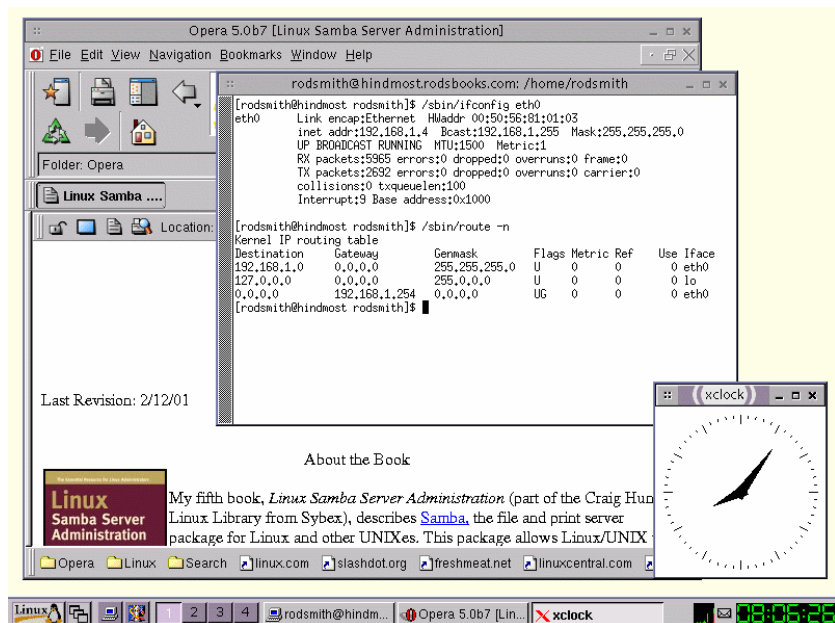 Opera 5.0b7 [Linux Samba Server Administration]
File Edit View Navigation Bookmarks Window Help
Folder: Opera
Linux Samba ....
Location:
rodsmith@hindmost.rodsbooks.com: /home/rodsmith
[rodsmith@hindmost rodsmith]$ /sbin/ifconfig eth0
eth0 Link encap:Ethernet HWaddr 00:50:56:81:01:03
inet addr:192.168.1.4 Bcast:192.168.1.255 Mask:255.255.255.0
UP BROADCAST RUNNING MTU:1500 Metric:1
RX packets:5965 errors:0 dropped:0 overruns:0 frame:0
TX packets:2692 errors:0 dropped:0 overruns:0 carrier:0
collisions:0 txqueuelen:100
Interrupt:9 Base address:0x1000
[rodsmith@hindmost rodsmith]$ /sbin/route -n
Kernel IP routing table
Destination Gateway Genmask Flags Metric Ref Use Iface
192.168.1.0 0.0.0.0 255.255.255.0 U 0 0 0 eth0
127.0.0.0 0.0.0.0 255.0.0.0 U 0 0 0 lo
0.0.0.0 192.168.1.254 0.0.0.0 UG 0 0 0 eth0
[rodsmith@hindmost rodsmith]$
Last Revision: 2/12/01
xclock
About the Book
Linux
Samba Server
Administration
My fifth book, Linux Samba Server Administration (part of the Craig Hun
Linux Library from Sybex), describes Samba, the file and print server
package for Linux and other UNIXes. This package allows Linux/UNIX
Opera Linux Search linux.com slashdot.org freshmeat.net linuxcentral.com
Linux 1 2 3 4 rodsmith@hindm... Opera 5.0b7 [Lin... xclock 08:06:26